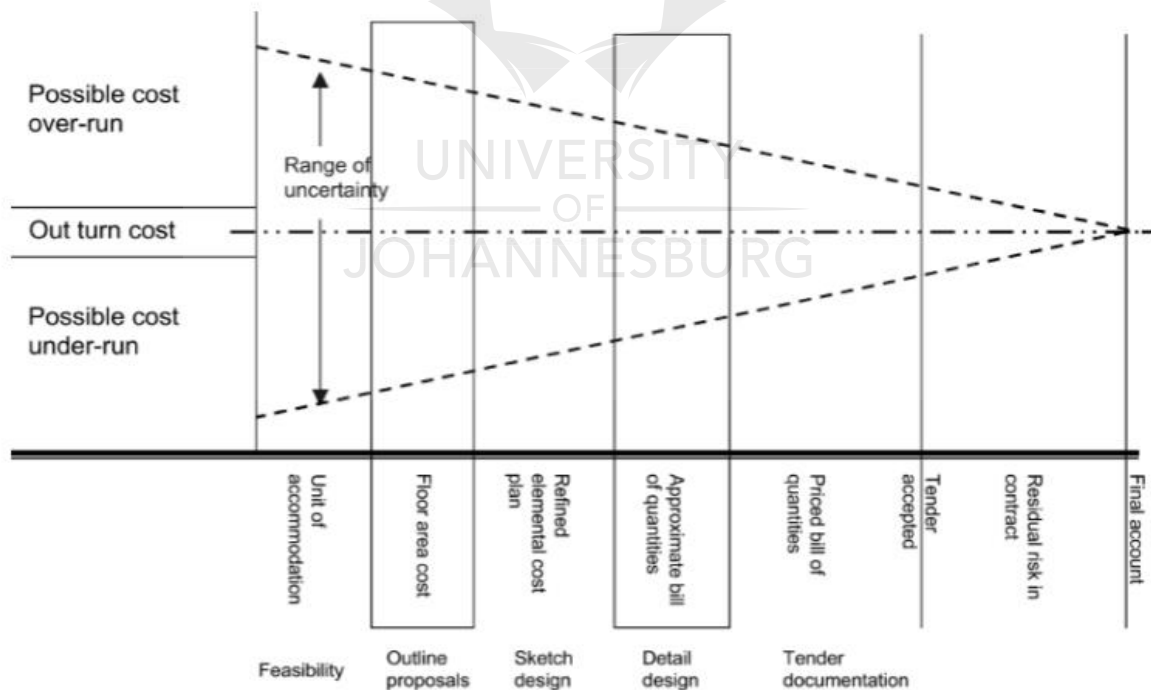 Possible cost
over-run
Range of
uncertainty
Out turn cost
Possible cost
under-run
UNIVERSITY
OF
JOHANNESBURG
Unit of
accommodation
Floor area cost
Refined
elemental cost
plan
Approximate bill
of quantities
Priced bill of
quantities
Tender
accepted
Residual risk in
contract
Final account
Feasibility
Outline
proposals
Sketch
design
Detail
design
Tender
documentation